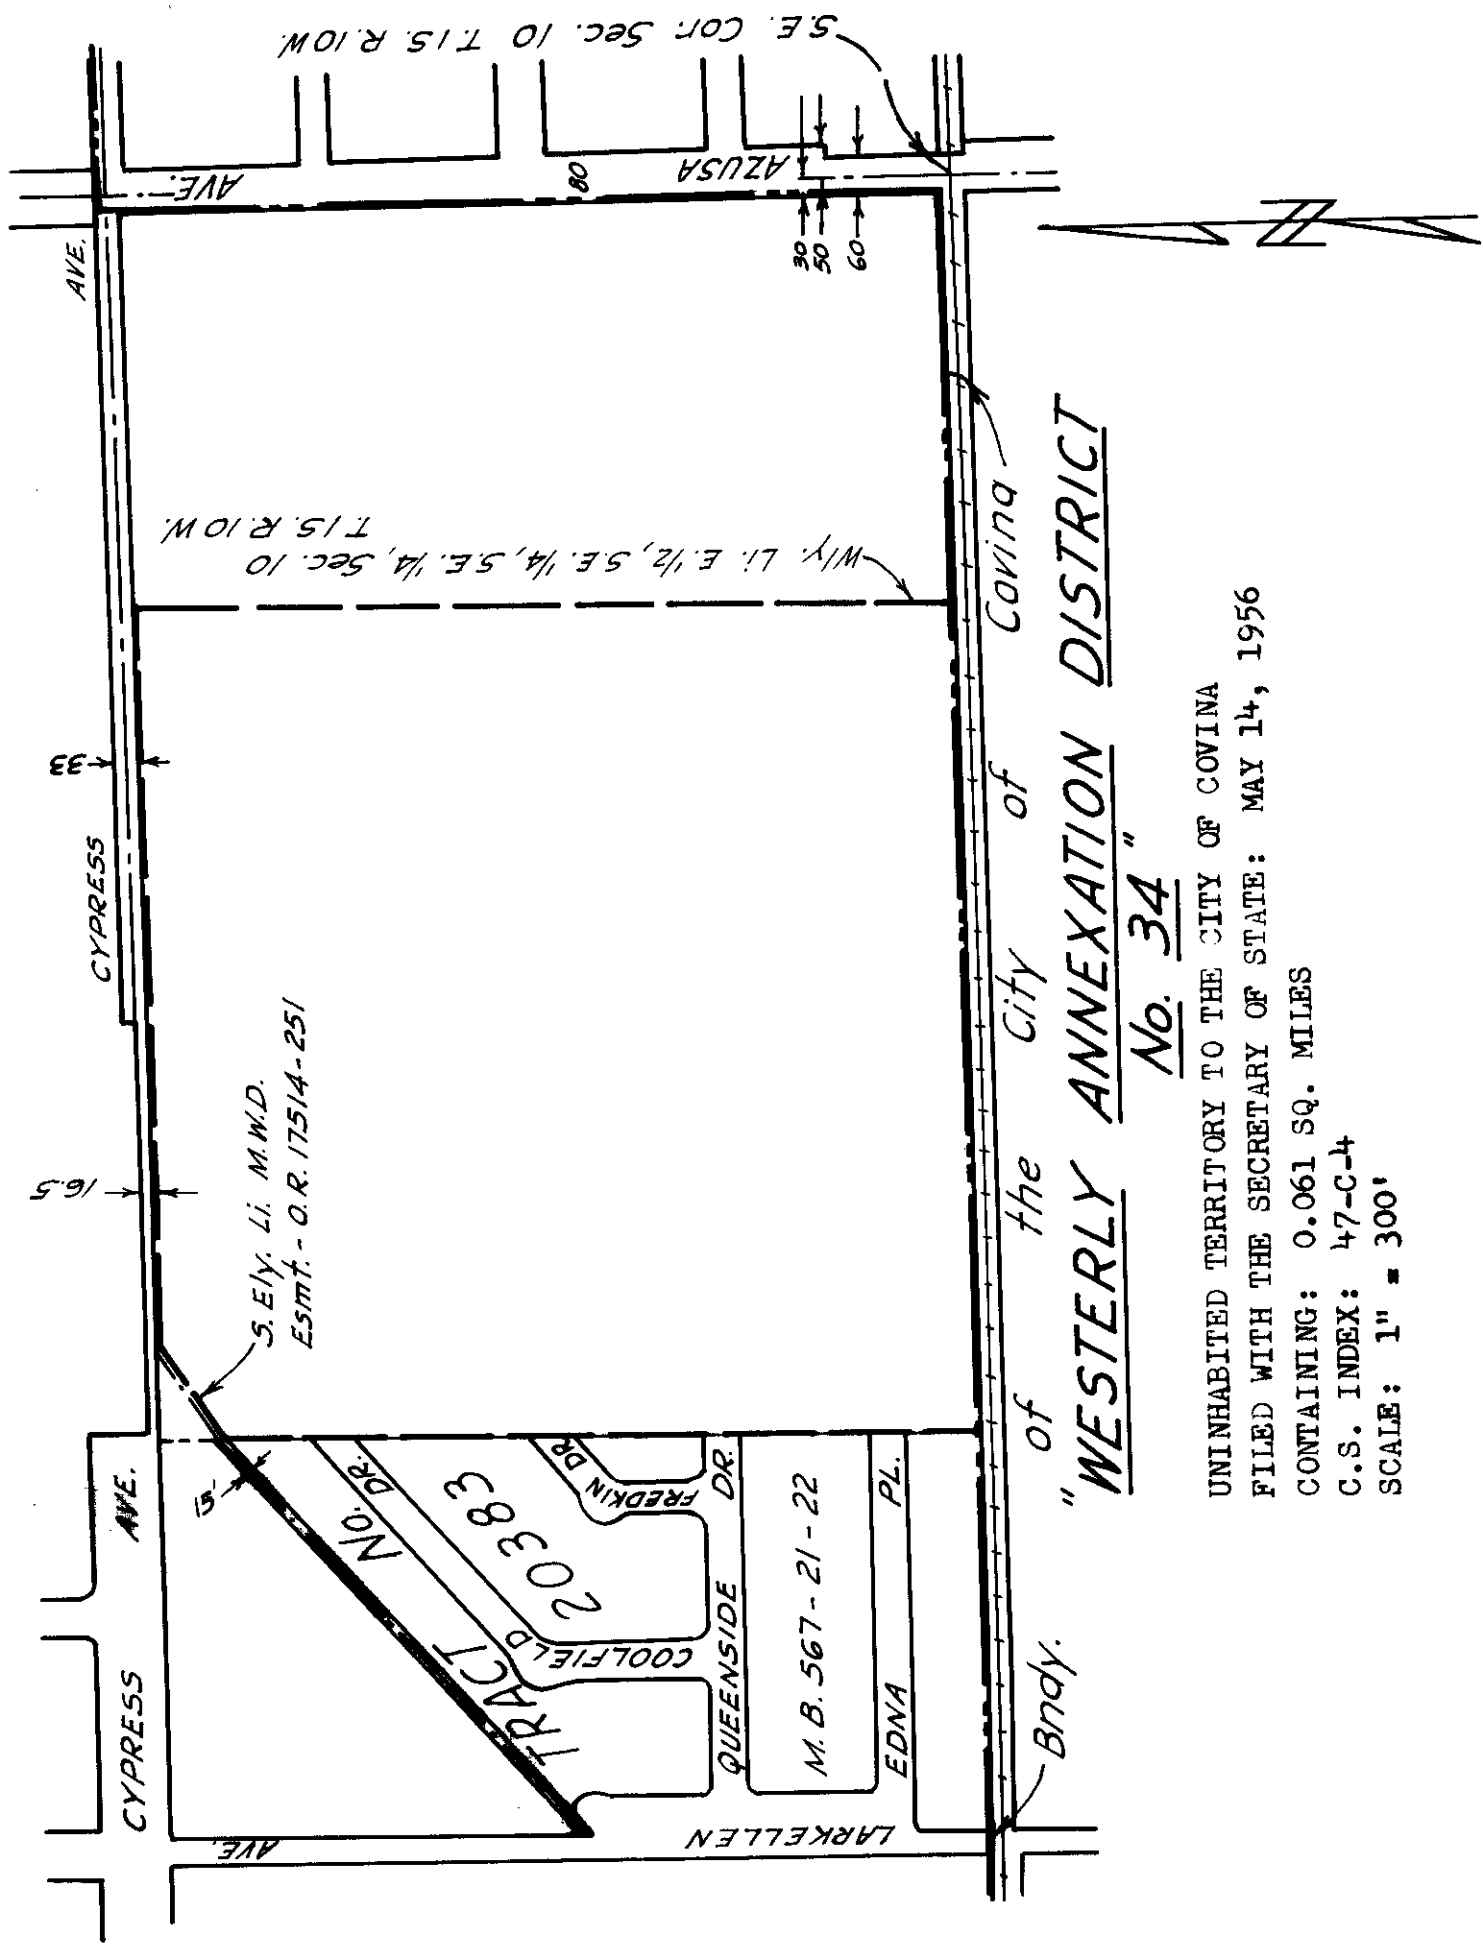 S.E. Cor. Sec. 10 T.1S. R.10W.
AVE.
AVE.
80
AZUSA
30
50
60
W'ly. Li. E.½, S.E.¼, S.E.¼, Sec. 10
T.1S. R.10W.
33
CYPRESS
16.5
S. Ely. Li. M.W.D.
Esmt. - O.R. 17514-251
15'
CYPRESS AVE.
TRACT No.
20383
M.B. 567-21-22
COOLFIELD DR.
FREDKIN DR.
QUEENSIDE DR.
EDNA PL.
LARKELLEN AVE.
Bndy. of the City of Covina
"WESTERLY ANNEXATION DISTRICT
No. 34"
UNINHABITED TERRITORY TO THE CITY OF COVINA
FILED WITH THE SECRETARY OF STATE: MAY 14, 1956
CONTAINING: 0.061 SQ. MILES
C.S. INDEX: 47-C-4
SCALE: 1" = 300'